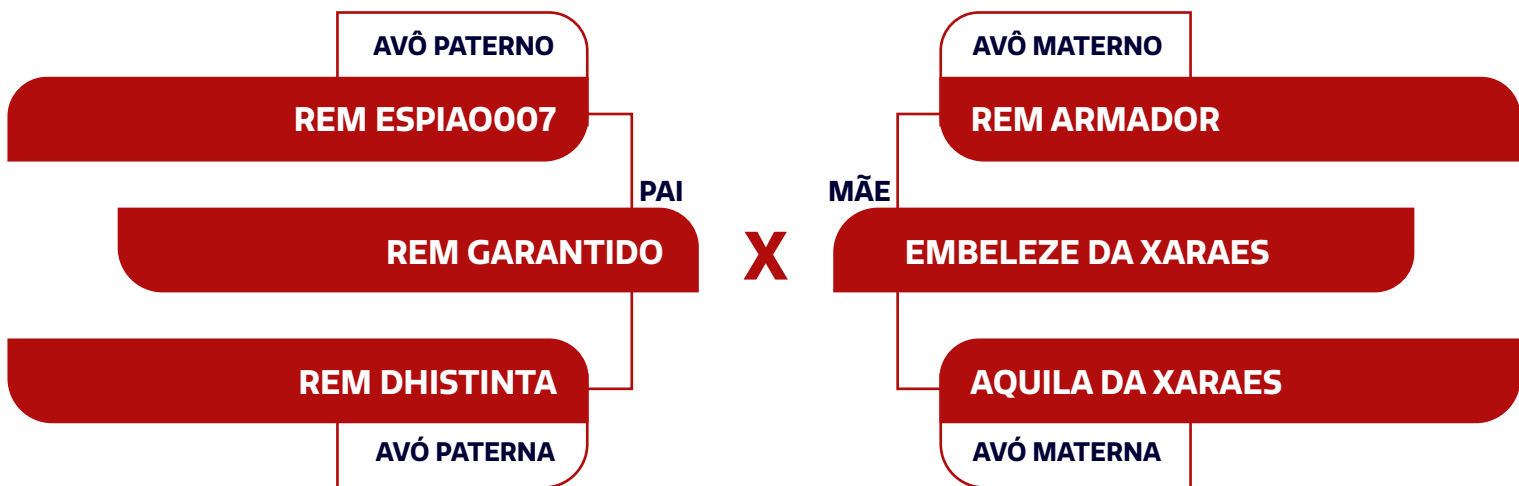 AVÔ PATERNO
REM ESPIAO007
PAI
REM GARANTIDO
REM DHISTINTA
AVÓ PATERNA
X
AVÔ MATERNO
REM ARMADOR
MÃE
EMBELEZE DA XARAES
AQUILA DA XARAES
AVÓ MATERNA